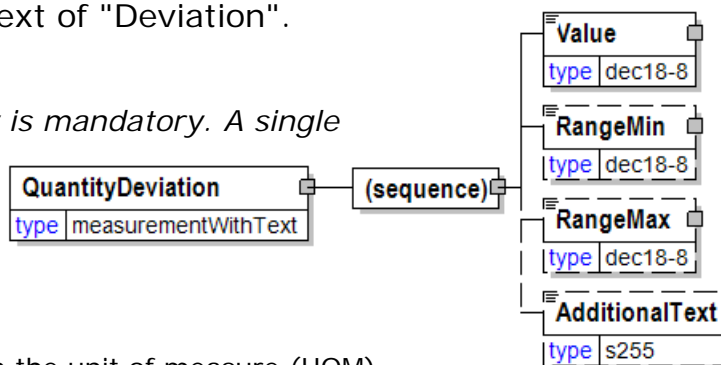 ext of "Deviation".
is mandatory. A single
QuantityDeviation
type measurementWithText
(sequence)
Value
type dec18-8
RangeMin
type dec18-8
RangeMax
type dec18-8
AdditionalText
type s255
the unit of measure (UOM)